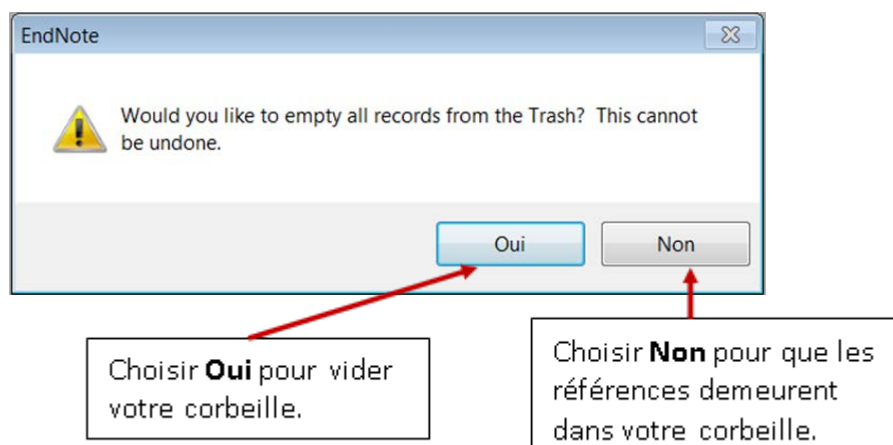 EndNote
Would you like to empty all records from the Trash? This cannot
be undone.
Oui
Non
Choisir Oui pour vider
votre corbeille.
Choisir Non pour que les
références demeurent
dans votre corbeille.